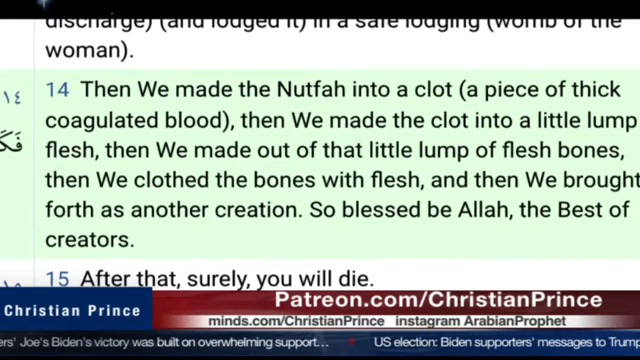 discharge) (and lodged it) in a safe lodging (womb of the
woman).
14 Then We made the Nutfah into a clot (a piece of thick
١٤
coagulated blood), then We made the clot into a little lump
flesh, then We made out of that little lump of flesh bones,
then We clothed the bones with flesh, and then We brought
forth as another creation. So blessed be Allah, the Best of
creators.
15 After that, surely, you will die.
Christian Prince
Patreon.com/ChristianPrince
minds.com/ChristianPrince instagram ArabianProphet
ers' Joe's Biden's victory was built on overwhelming support...
US election: Biden supporters' messages to Trump